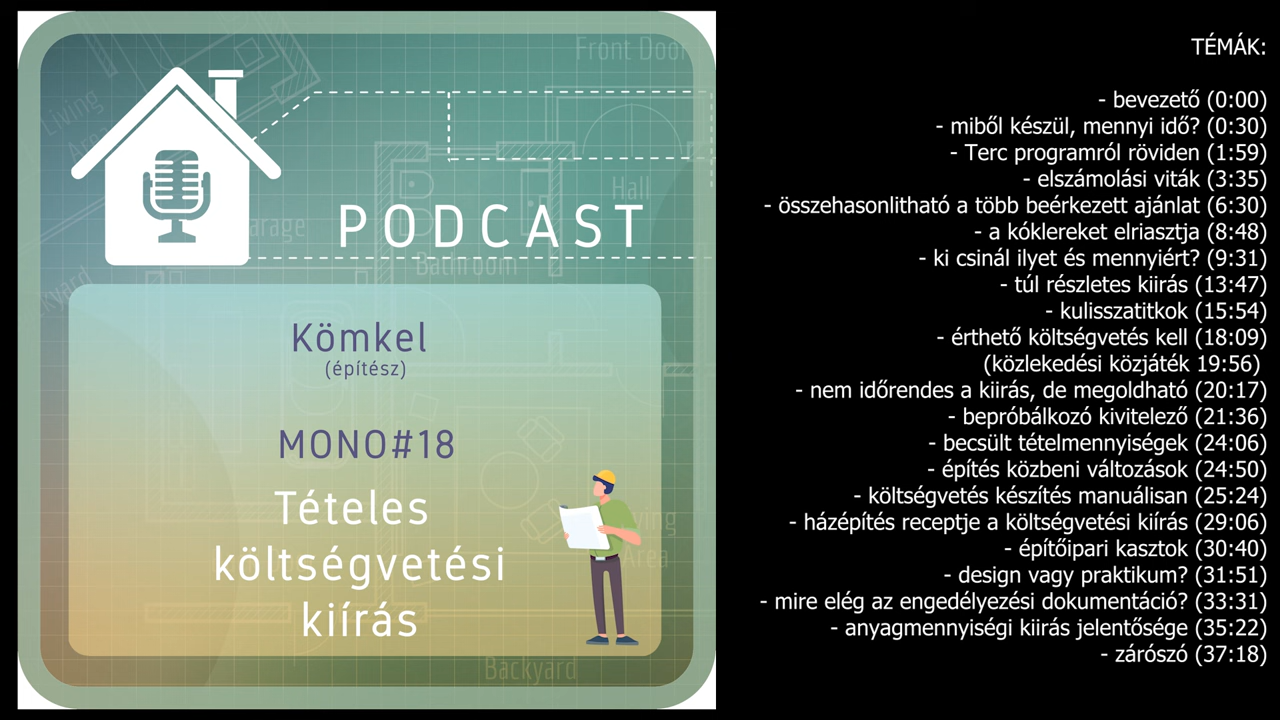 Front Door
Living
Area
Hall
Garage
PODCAST
Bathroom
Kömkel
(építész)
MONO#18
Tételes
költségvetési
kiírás
Living
Area
Backyard
TÉMÁK:
- bevezető (0:00)
- miből készül, mennyi idő? (0:30)
- Terc programról röviden (1:59)
- elszámolási viták (3:35)
- összehasonlitható a több beérkezett ajánlat (6:30)
- a kóklereket elriasztja (8:48)
- ki csinál ilyet és mennyiért? (9:31)
- túl részletes kiirás (13:47)
- kulisszatitkok (15:54)
- érthető költségvetés kell (18:09)
(közlekedési közjáték 19:56)
- nem időrendes a kiirás, de megoldható (20:17)
- bepróbálkozó kivitelező (21:36)
- becsült tételmennyiségek (24:06)
- építés közbeni változások (24:50)
- költségvetés készítés manuálisan (25:24)
- házépítés receptje a költségvetési kiírás (29:06)
- építőipari kasztok (30:40)
- design vagy praktikum? (31:51)
- mire elég az engedélyezési dokumentáció? (33:31)
- anyagmennyiségi kiirás jelentősége (35:22)
- zárószó (37:18)